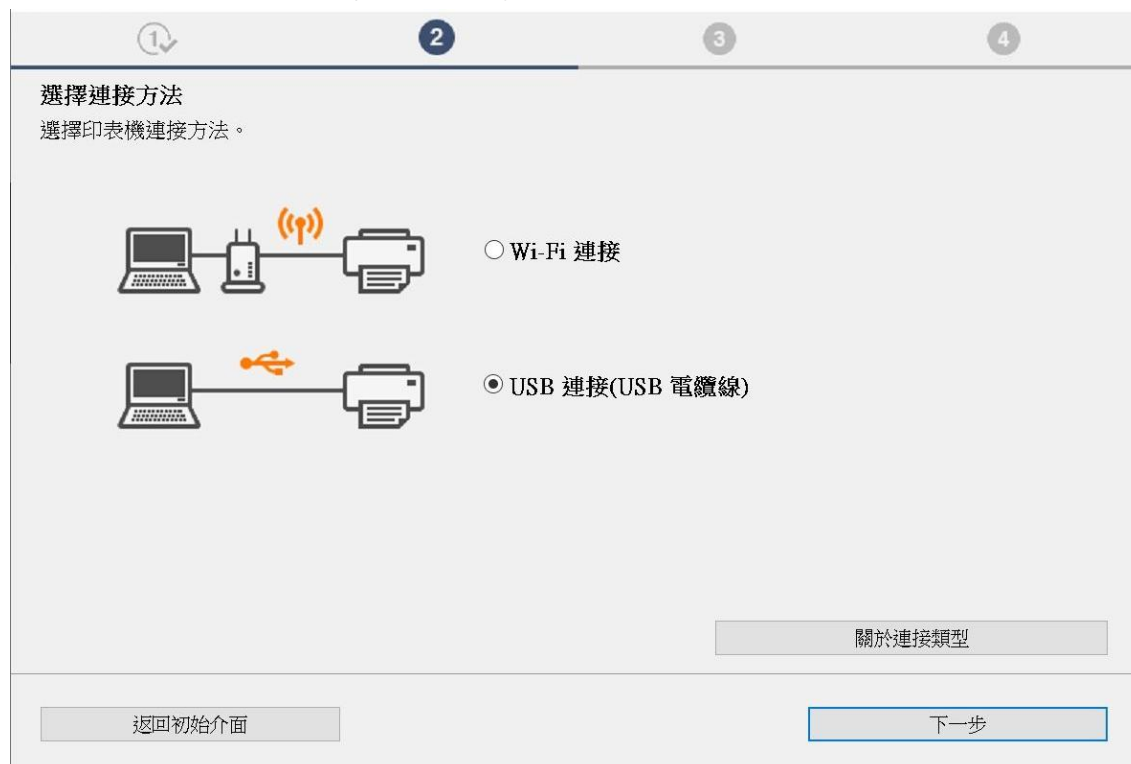 1
2
3
4
選擇連接方法
選擇印表機連接方法。
Wi-Fi 連接
USB 連接(USB 電纜線)
關於連接類型
返回初始介面
下一步